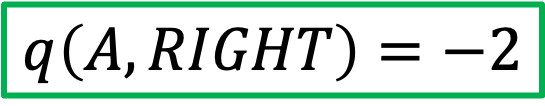 q(A, RIGHT) = −2